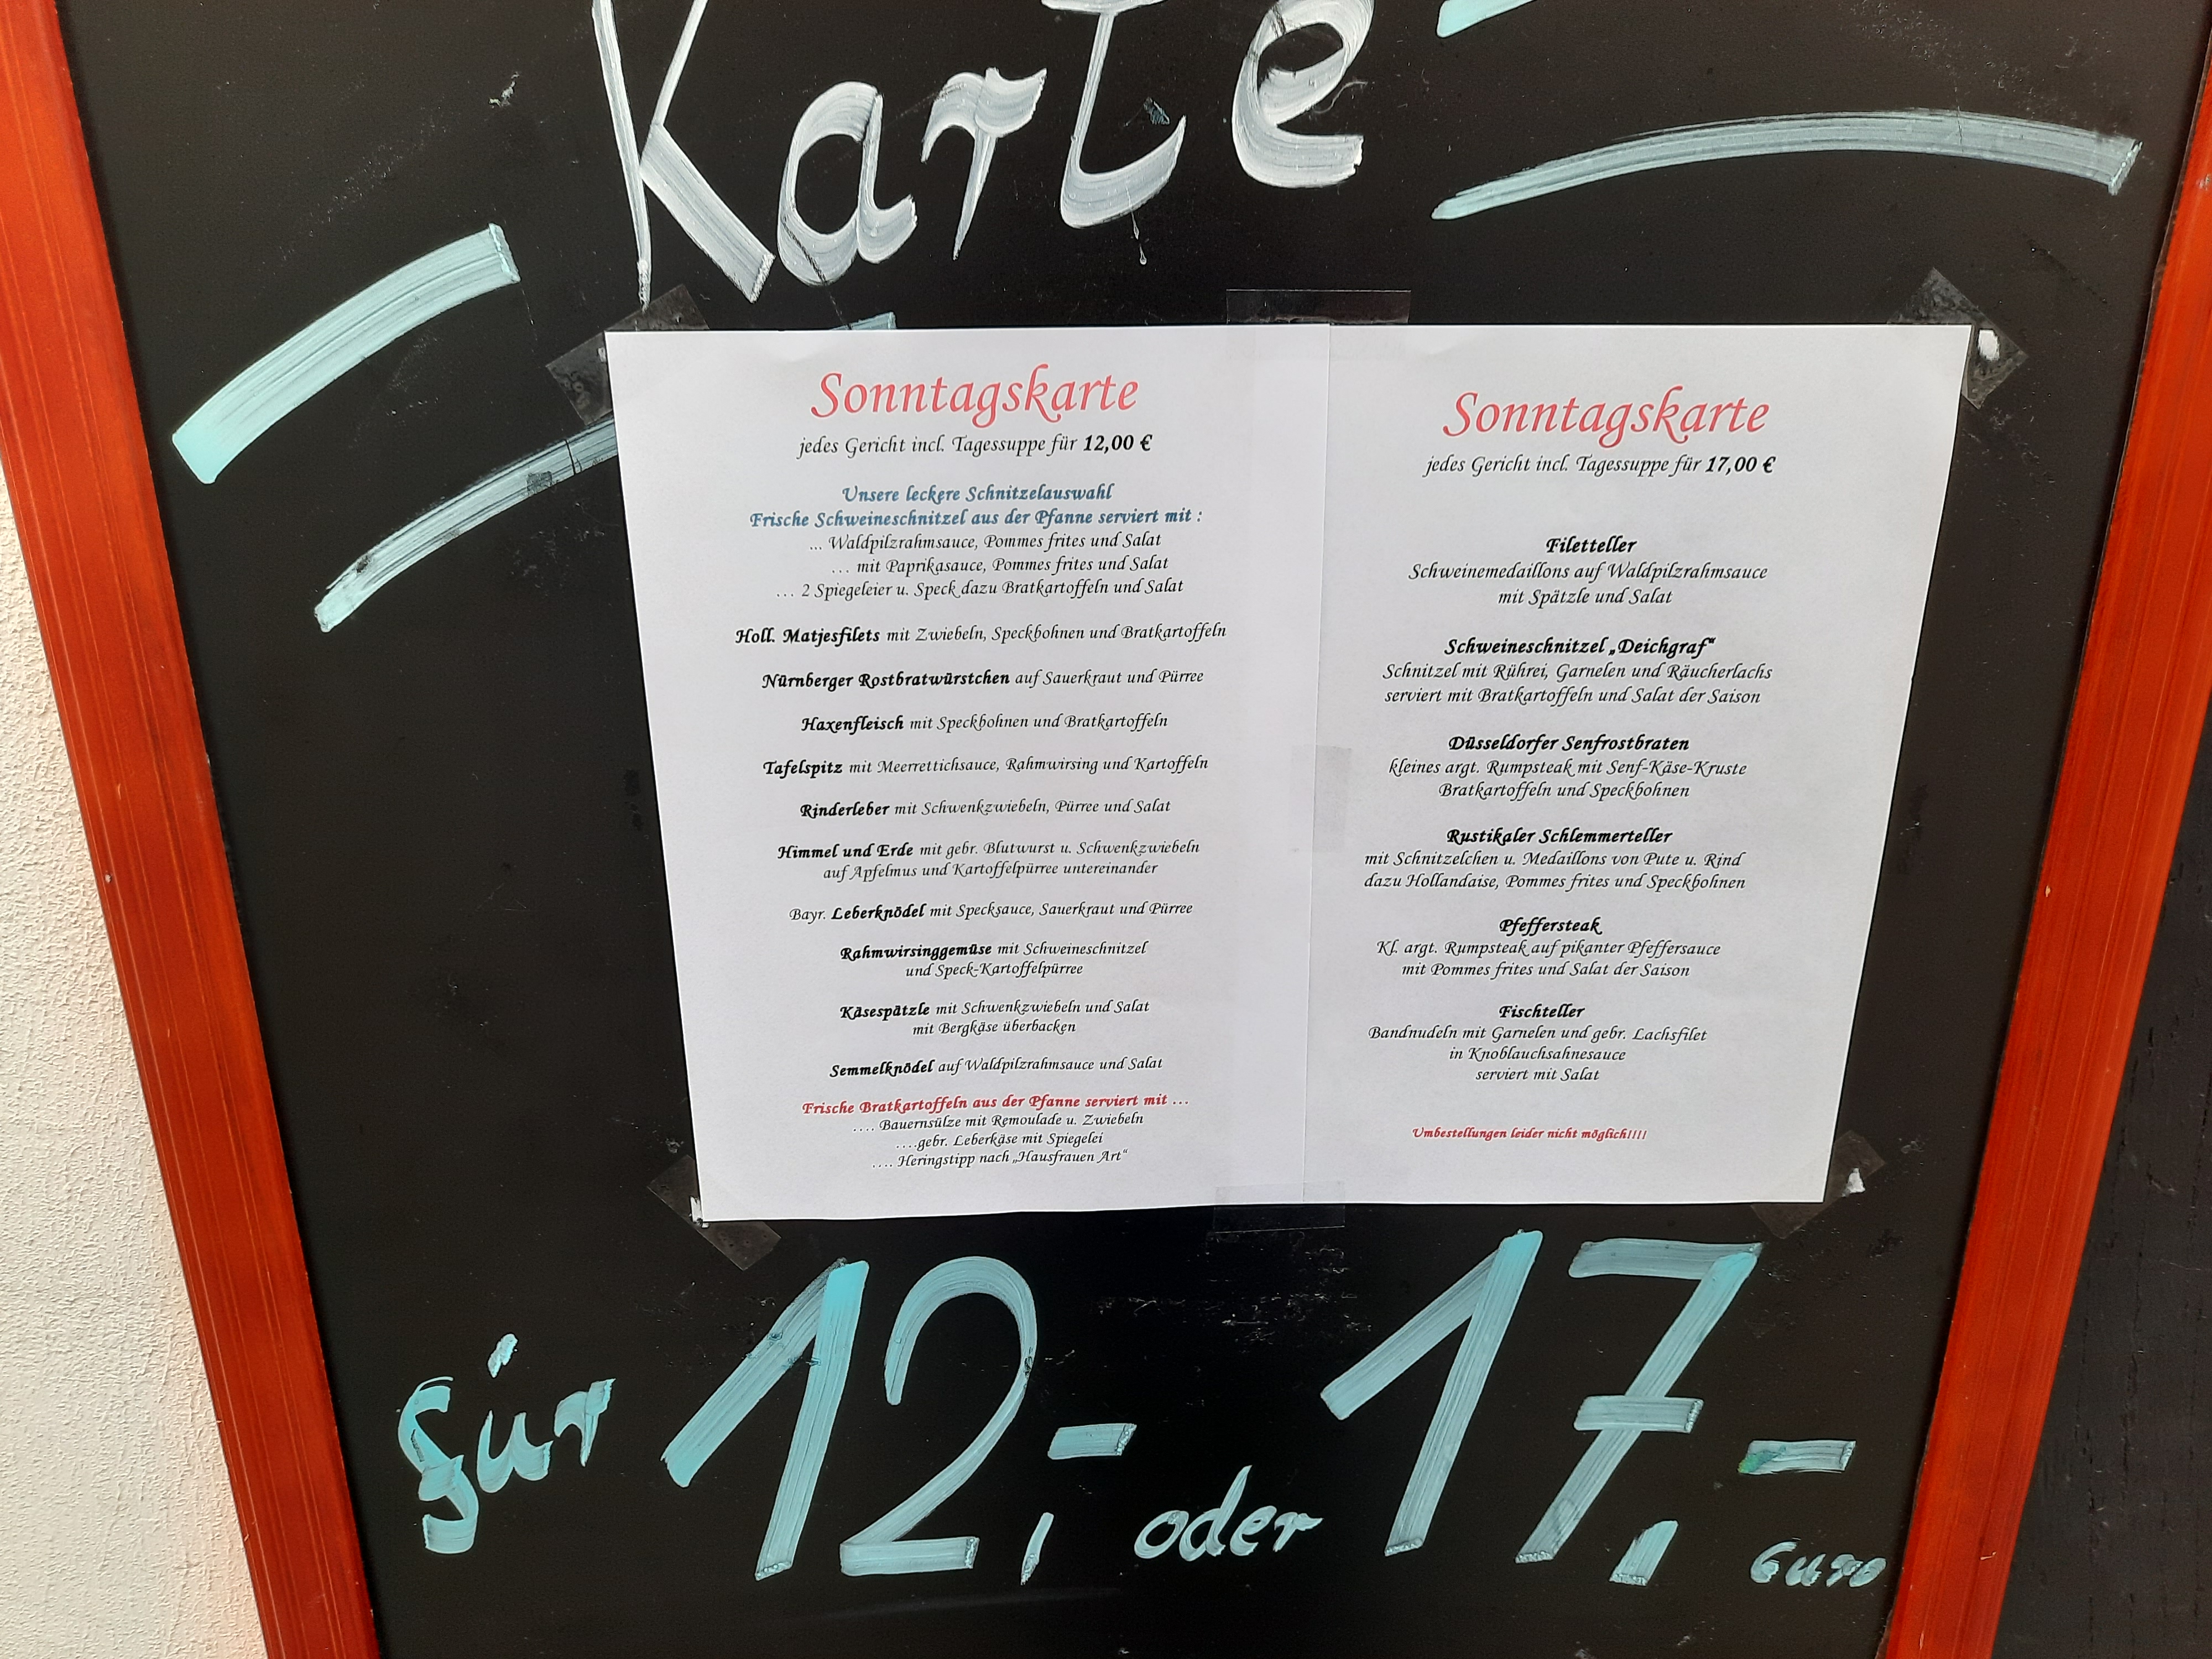 Karte
Sonntagskarte
jedes Gericht incl. Tagessuppe für 12,00 €
Unsere leckere Schnitzelauswahl
Frische Schweineschnitzel aus der Pfanne serviert mit :
... Waldpilzrahmsauce, Pommes frites und Salat
... mit Paprikasauce, Pommes frites und Salat
... 2 Spiegeleier u. Speck dazu Bratkartoffeln und Salat
Holl. Matjesfilets mit Zwiebeln, Speckbohnen und Bratkartoffeln
Nürnberger Rostbratwürstchen auf Sauerkraut und Pürree
Haxenfleisch mit Speckbohnen und Bratkartoffeln
Tafelspitz mit Meerrettichsauce, Rahmwirsing und Kartoffeln
Rinderleber mit Schwenkzwiebeln, Pürree und Salat
Himmel und Erde mit gebr. Blutwurst u. Schwenkzwiebeln
auf Apfelmus und Kartoffelpürree untereinander
Bayr. Leberknödel mit Specksauce, Sauerkraut und Pürree
Rahmwirsinggemüse mit Schweineschnitzel
und Speck-Kartoffelpürree
Käsespätzle mit Schwenkzwiebeln und Salat
mit Bergkäse überbacken
Semmelknödel auf Waldpilzrahmsauce und Salat
Frische Bratkartoffeln aus der Pfanne serviert mit ...
.... Bauernsülze mit Remoulade u. Zwiebeln
....gebr. Leberkäse mit Spiegelei
.... Heringstipp nach „Hausfrauen Art“
Sonntagskarte
jedes Gericht incl. Tagessuppe für 17,00 €
Filetteller
Schweinemedaillons auf Waldpilzrahmsauce
mit Spätzle und Salat
Schweineschnitzel „Deichgraf“
Schnitzel mit Rührei, Garnelen und Räucherlachs
serviert mit Bratkartoffeln und Salat der Saison
Düsseldorfer Senfrostbraten
kleines argt. Rumpsteak mit Senf-Käse-Kruste
Bratkartoffeln und Speckbohnen
Rustikaler Schlemmerteller
mit Schnitzelchen u. Medaillons von Pute u. Rind
dazu Hollandaise, Pommes frites und Speckbohnen
Pfeffersteak
Kl. argt. Rumpsteak auf pikanter Pfeffersauce
mit Pommes frites und Salat der Saison
Fischteller
Bandnudeln mit Garnelen und gebr. Lachsfilet
in Knoblauchsahnesauce
serviert mit Salat
Umbestellungen leider nicht möglich!!!!
für 12,- oder 17,- Euro